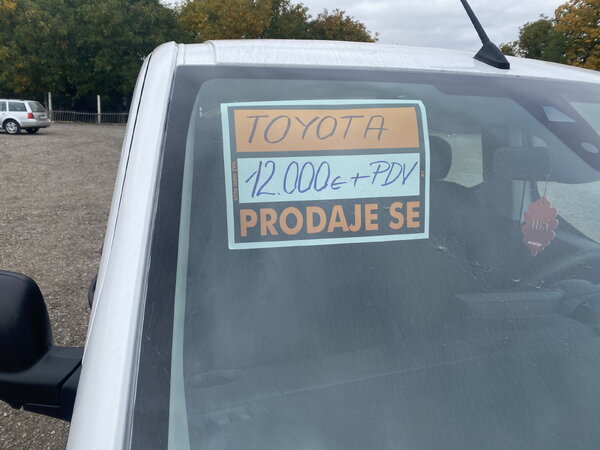 TOYOTA
12.000€ + PDV
PRODAJE SE